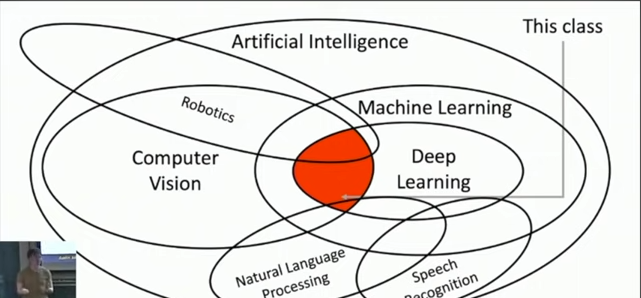 This class
Artificial Intelligence
Robotics
Machine Learning
Computer
Vision
Deep
Learning
Natural Language
Processing
Speech
Recognition